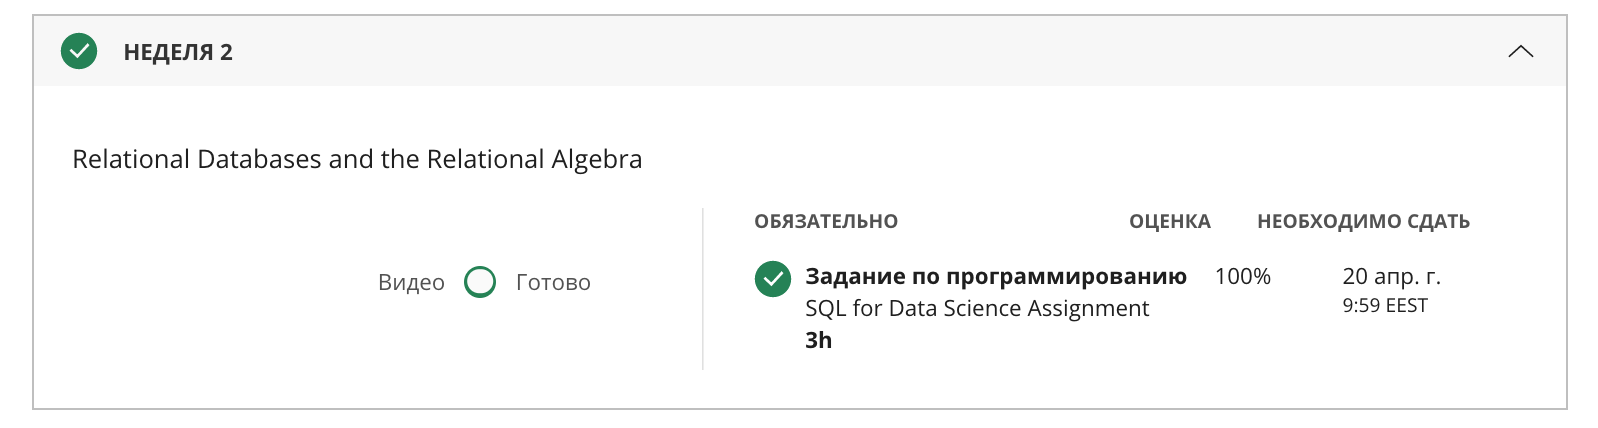 НЕДЕЛЯ 2
Relational Databases and the Relational Algebra
Видео Готово
ОБЯЗАТЕЛЬНО ОЦЕНКА НЕОБХОДИМО СДАТЬ
Задание по программированию 100% 20 апр. г.
SQL for Data Science Assignment 9:59 EEST
3h